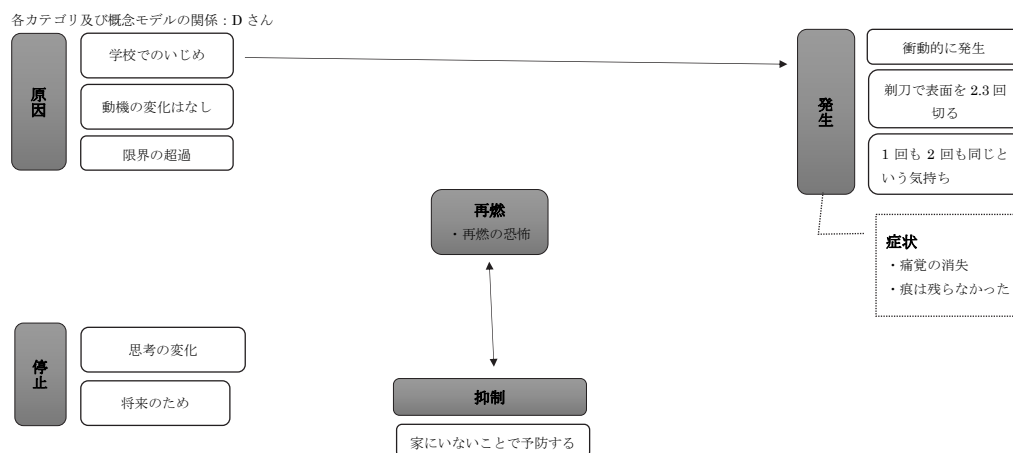 各カテゴリ及び概念モデルの関係：D さん
原因
学校でのいじめ
動機の変化はなし
限界の超過
発生
衝動的に発生
剃刀で表面を 2.3 回
切る
1 回も 2 回も同じと
いう気持ち
再燃
・再燃の恐怖
症状
・痛覚の消失
・痕は残らなかった
停止
思考の変化
将来のため
抑制
家にいないことで予防する